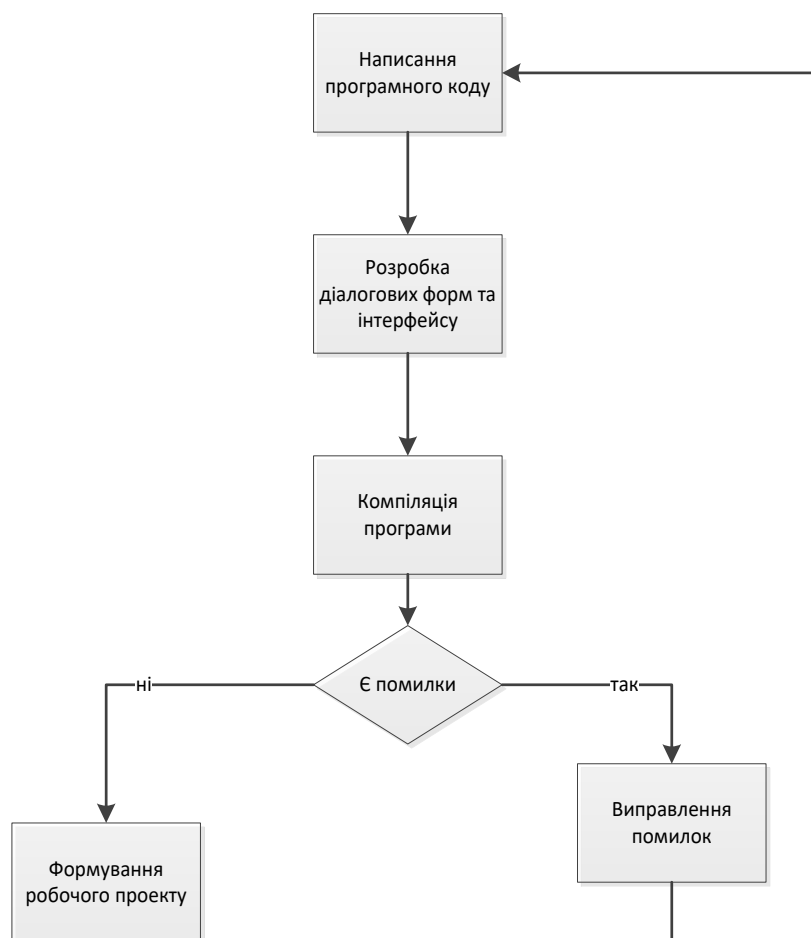 Написання
програмного коду
Розробка
діалогових форм та
інтерфейсу
Компіляція
програми
Є помилки
ні
так
Виправлення
помилок
Формування
робочого проекту